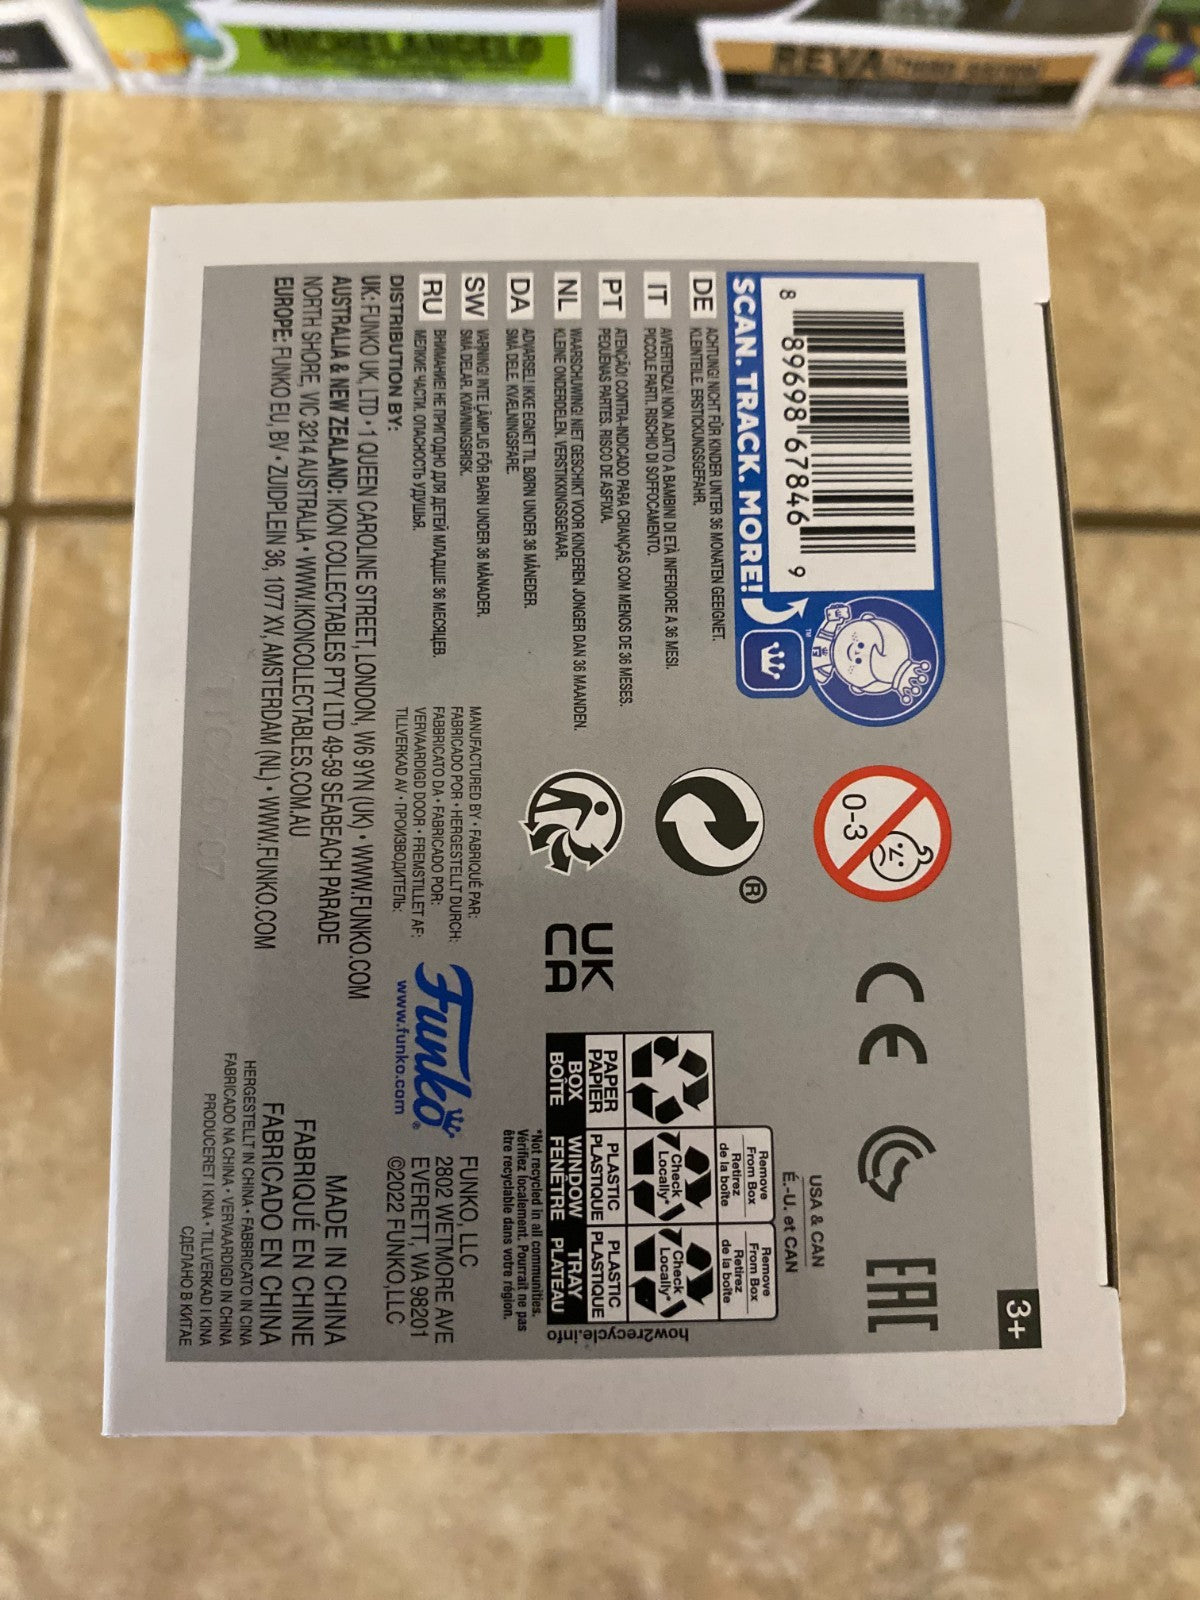 MICHELANGELO
REVA
8 89698 67846 9
SCAN. TRACK. MORE!
TM
DE ACHTUNG! NICHT FÜR KINDER UNTER 36 MONATEN GEEIGNET.
KLEINTEILE. ERSTICKUNGSGEFAHR.
IT AVVERTENZA! NON ADATTO A BAMBINI DI ETÀ INFERIORE A 36 MESI.
PICCOLE PARTI. RISCHIO DI SOFFOCAMENTO.
PT ATENÇÃO! CONTRA-INDICADO PARA CRIANÇAS COM MENOS DE 36 MESES.
PEQUENAS PARTES. RISCO DE ASFIXIA.
NL WAARSCHUWING! NIET GESCHIKT VOOR KINDEREN JONGER DAN 36 MAANDEN.
KLEINE ONDERDELEN. VERSTIKKINGSGEVAAR.
DA ADVARSEL! IKKE EGNET TIL BØRN UNDER 36 MÅNEDER.
SMÅ DELE. KVÆLNINGSFARE.
SW VARNING! INTE LÄMPLIG FÖR BARN UNDER 36 MÅNADER.
SMÅ DELAR. KVÄVNINGSRISK.
RU ВНИМАНИЕ! НЕ ПРИГОДНО ДЛЯ ДЕТЕЙ МЛАДШЕ 36 МЕСЯЦЕВ.
МЕЛКИЕ ЧАСТИ. ОПАСНОСТЬ УДУШЬЯ.
DISTRIBUTION BY:
UK: FUNKO UK, LTD • 1 QUEEN CAROLINE STREET, LONDON, W6 9YN (UK) • WWW.FUNKO.COM
AUSTRALIA & NEW ZEALAND: IKON COLLECTABLES PTY LTD 49-59 SEABEACH PARADE
NORTH SHORE, VIC 3214 AUSTRALIA • WWW.IKONCOLLECTABLES.COM.AU
EUROPE: FUNKO EU, BV • ZUIDPLEIN 36, 1077 XV, AMSTERDAM (NL) • WWW.FUNKO.COM
0-3
®
UK
CA
CE
EAC
3+
MANUFACTURED BY • FABRIQUÉ PAR:
FABRICADO POR • HERGESTELLT DURCH:
FABBRICATO DA • FABRICADO POR:
VERVAARDIGD DOOR • FREMSTILLET AF:
TILLVERKAD AV • ПРОИЗВОДИТЕЛЬ:
Funko®
www.funko.com
USA & CAN
É.-U. et CAN
Remove From Box
Retirez de la boîte
Remove From Box
Retirez de la boîte
Check Locally*
Check Locally*
PAPER PAPIER
PLASTIC PLASTIQUE
PLASTIC PLASTIQUE
BOX BOÎTE
WINDOW FENÊTRE
TRAY PLATEAU
how2recycle.info
*Not recycled in all communities.
Vérifiez localement. Pourrait ne pas
être recyclable dans votre région.
FUNKO, LLC
2802 WETMORE AVE
EVERETT, WA 98201
©2022 FUNKO, LLC
MADE IN CHINA
FABRIQUÉ EN CHINE
FABRICADO EN CHINA
HERGESTELLT IN CHINA • FABBRICATO IN CINA
FABRICADO NA CHINA • VERVAARDIGD IN CHINA
PRODUCERET I KINA • TILLVERKAD I KINA
СДЕЛАНО В КИТАЕ